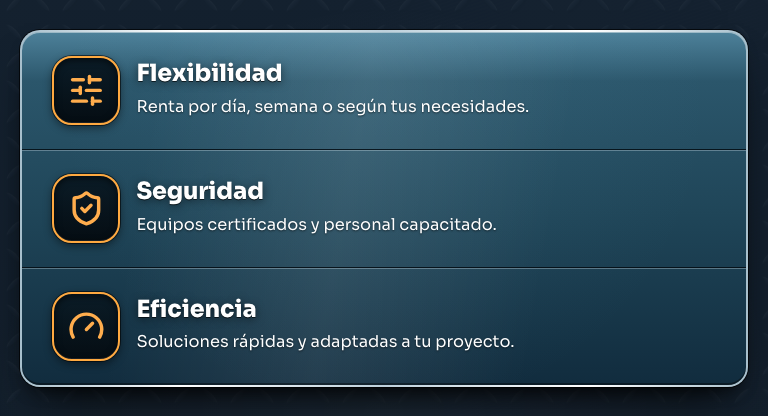 Flexibilidad
Renta por día, semana o según tus necesidades.
Seguridad
Equipos certificados y personal capacitado.
Eficiencia
Soluciones rápidas y adaptadas a tu proyecto.